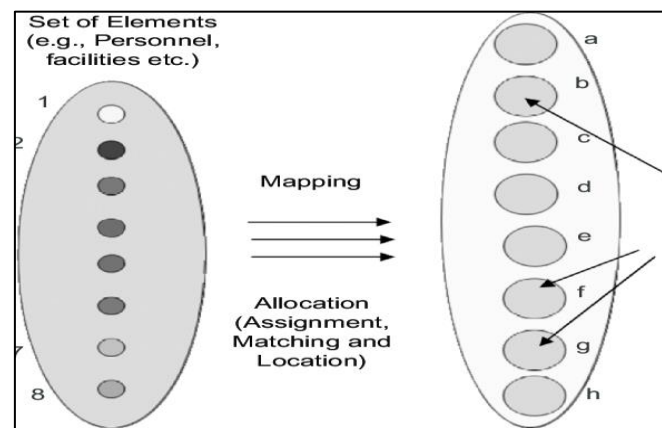 Set of Elements
(e.g., Personnel,
facilities etc.)
1
2
7
8
Mapping
Allocation
(Assignment,
Matching and
Location)
a
b
c
d
e
f
g
h